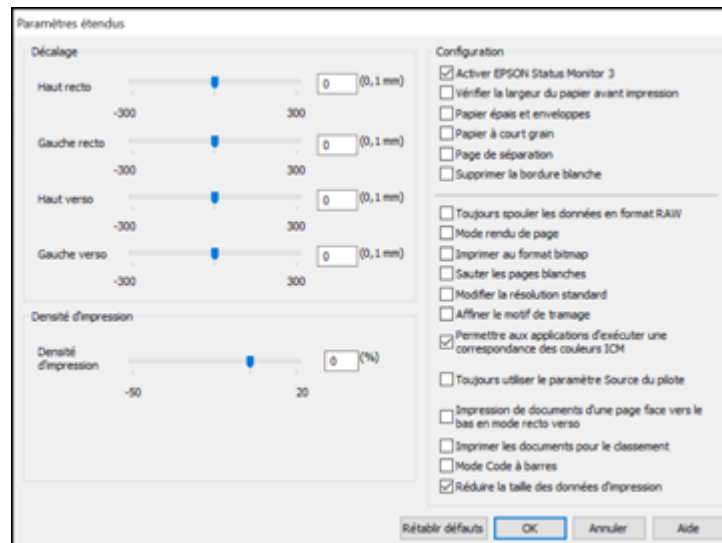 Paramètres étendus
Décalage
Haut recto
0 (0,1 mm)
-300 300
Gauche recto
0 (0,1 mm)
-300 300
Haut verso
0 (0,1 mm)
-300 300
Gauche verso
0 (0,1 mm)
-300 300
Densité d'impression
Densité d'impression
0 (%)
-50 20
Configuration
Activer EPSON Status Monitor 3
Vérifier la largeur du papier avant impression
Papier épais et enveloppes
Papier à court grain
Page de séparation
Supprimer la bordure blanche
Toujours spouler les données en format RAW
Mode rendu de page
Imprimer au format bitmap
Sauter les pages blanches
Modifier la résolution standard
Affiner le motif de tramage
Permettre aux applications d'exécuter une
correspondance des couleurs ICM
Toujours utiliser le paramètre Source du pilote
Impression de documents d'une page face vers le
bas en mode recto verso
Imprimer les documents pour le classement
Mode Code à barres
Réduire la taille des données d'impression
Rétablir défauts OK Annuler Aide